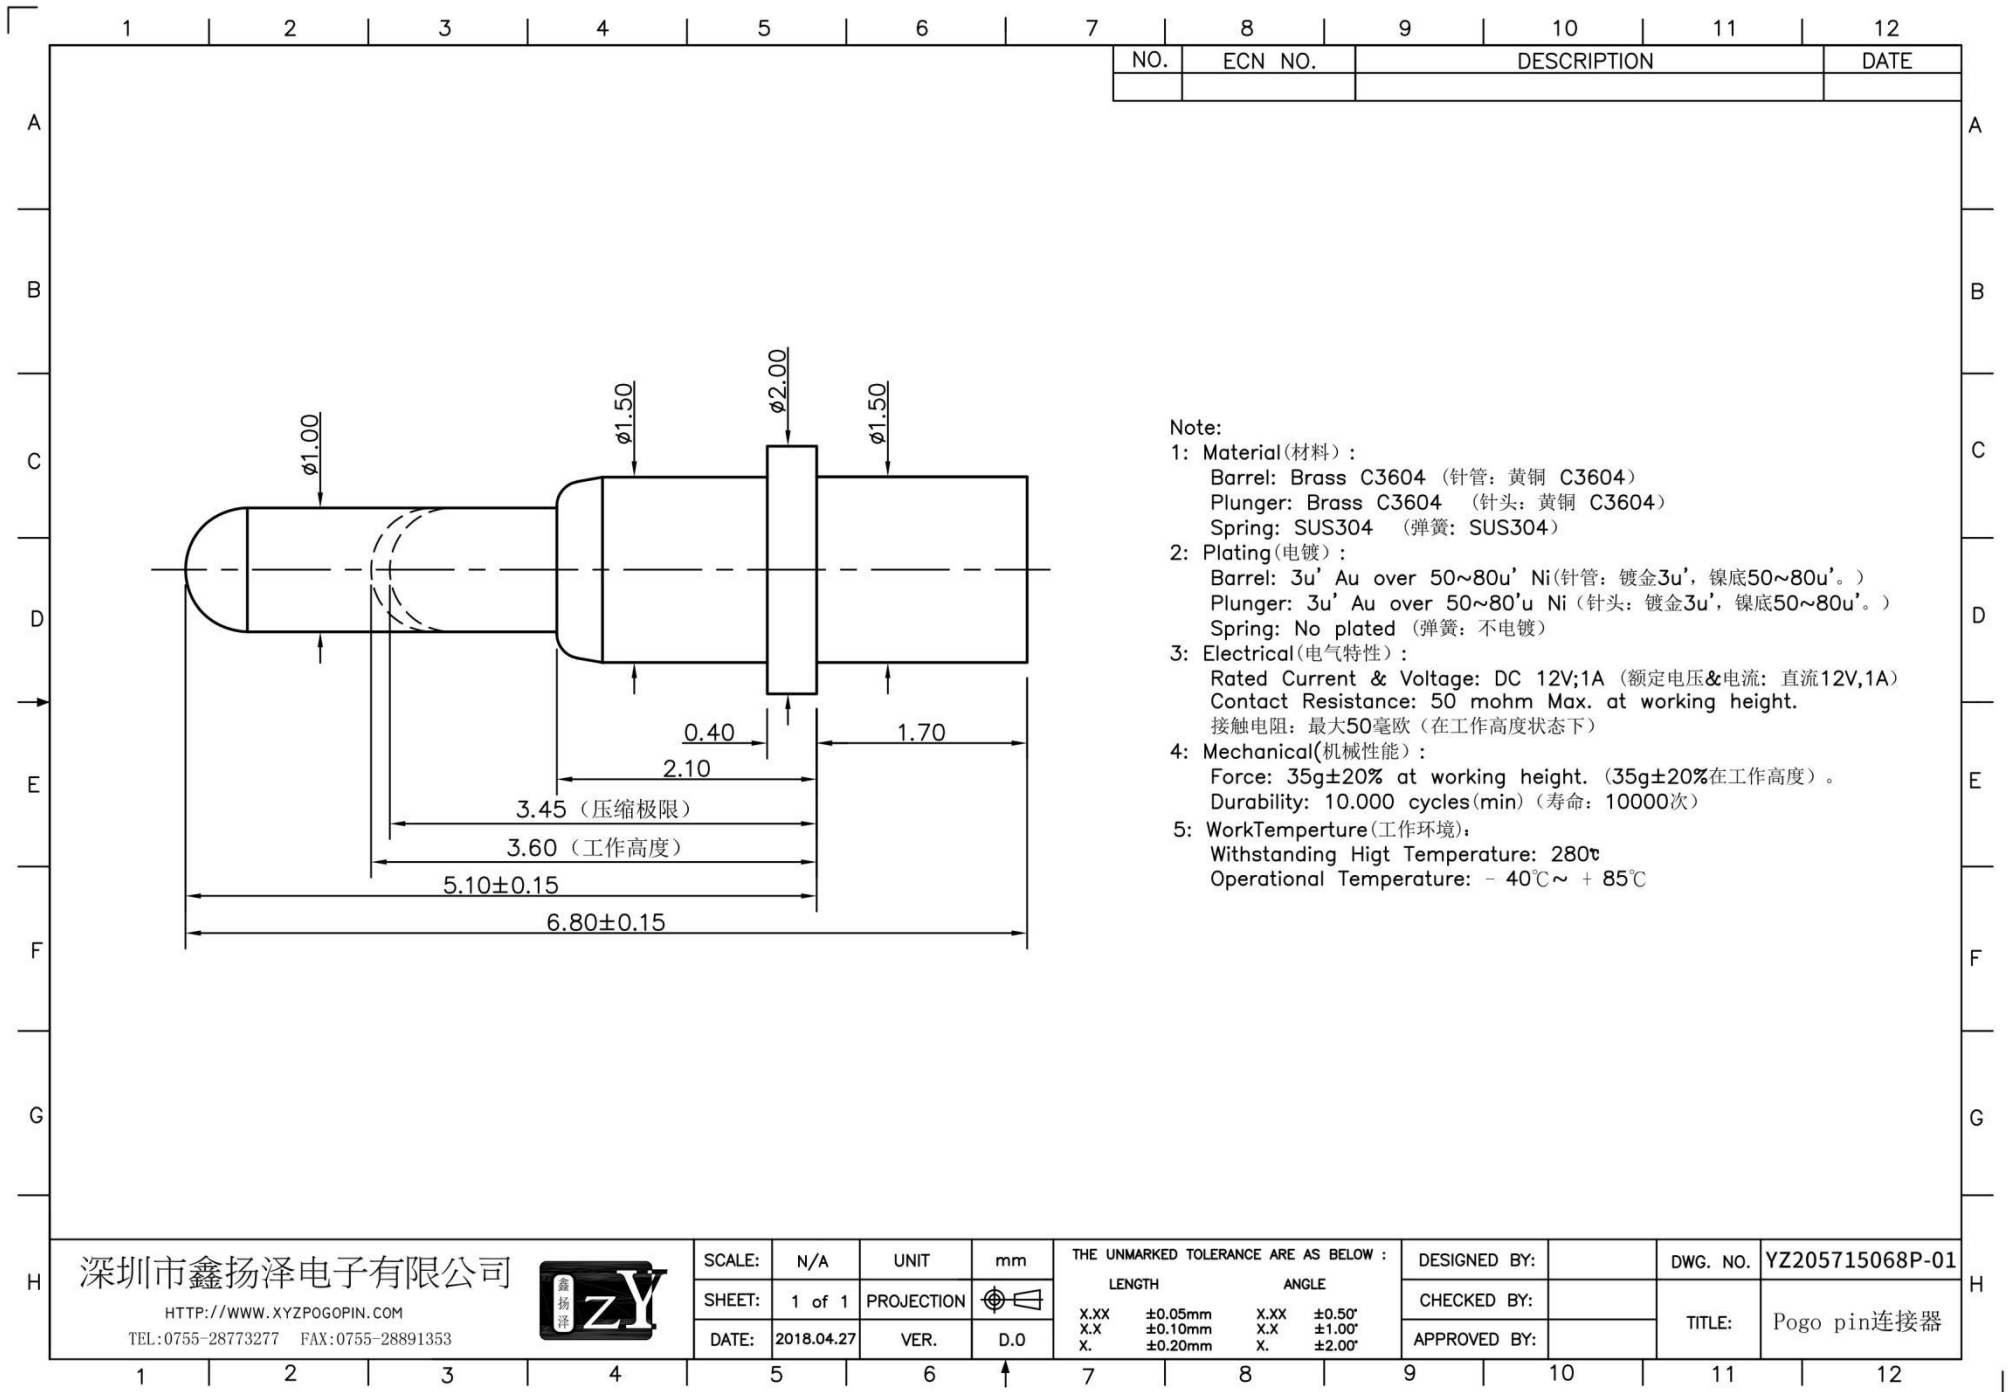 1 2 3 4 5 6 7 8 9 10 11 12
NO. ECN NO. DESCRIPTION DATE
A A
B B
C C
D D
E E
F F
G G
H H
ø1.00
ø1.50
ø2.00
ø1.50
0.40
1.70
2.10
3.45（压缩极限）
3.60（工作高度）
5.10±0.15
6.80±0.15
Note:
1: Material(材料）:
Barrel: Brass C3604 （针管: 黄铜 C3604）
Plunger: Brass C3604 （针头: 黄铜 C3604）
Spring: SUS304 （弹簧: SUS304）
2: Plating(电镀）:
Barrel: 3u' Au over 50~80u' Ni(针管: 镀金3u', 镍底50~80u'。）
Plunger: 3u' Au over 50~80'u Ni（针头: 镀金3u', 镍底50~80u'。）
Spring: No plated （弹簧: 不电镀）
3: Electrical(电气特性）:
Rated Current & Voltage: DC 12V;1A （额定电压&电流: 直流12V,1A）
Contact Resistance: 50 mohm Max. at working height.
接触电阻: 最大50毫欧（在工作高度状态下）
4: Mechanical(机械性能）:
Force: 35g±20% at working height.（35g±20%在工作高度）。
Durability: 10.000 cycles(min)（寿命: 10000次）
5: WorkTemperture(工作环境):
Withstanding Higt Temperature: 280℃
Operational Temperature: - 40℃~ + 85℃
深圳市鑫扬泽电子有限公司
HTTP://WWW.XYZPOGOPIN.COM
TEL:0755-28773277 FAX:0755-28891353
鑫扬泽
ZY
SCALE: N/A UNIT mm
SHEET: 1 of 1 PROJECTION
DATE: 2018.04.27 VER. D.0
THE UNMARKED TOLERANCE ARE AS BELOW :
LENGTH ANGLE
X.XX ±0.05mm X.XX ±0.50°
X.X ±0.10mm X.X ±1.00°
X. ±0.20mm X. ±2.00°
DESIGNED BY:
CHECKED BY:
APPROVED BY:
DWG. NO. YZ205715068P-01
TITLE: Pogo pin连接器
1 2 3 4 5 6 7 8 9 10 11 12